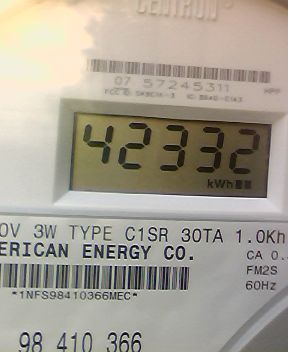 CENTRON®
07 57245311
42332
kWh
0V 3W TYPE C1SR 30TA 1.0Kh
ERICAN ENERGY CO.
CA 0.
FM2S
*1NFS98410366MEC*
60Hz
98 410 366